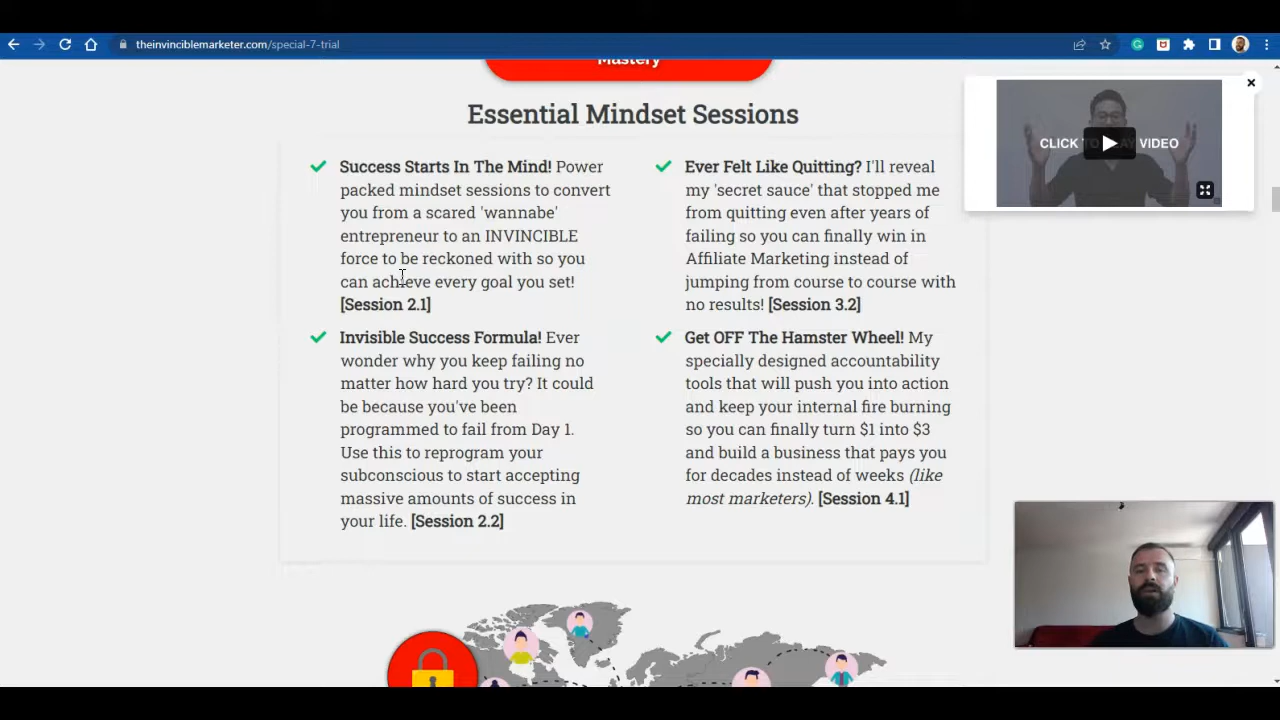 theinvinciblemarketer.com/special-7-trial
Mastery
Essential Mindset Sessions
Success Starts In The Mind! Power
packed mindset sessions to convert
you from a scared 'wannabe'
entrepreneur to an INVINCIBLE
force to be reckoned with so you
can achieve every goal you set!
[Session 2.1]
Invisible Success Formula! Ever
wonder why you keep failing no
matter how hard you try? It could
be because you've been
programmed to fail from Day 1.
Use this to reprogram your
subconscious to start accepting
massive amounts of success in
your life. [Session 2.2]
Ever Felt Like Quitting? I'll reveal
my 'secret sauce' that stopped me
from quitting even after years of
failing so you can finally win in
Affiliate Marketing instead of
jumping from course to course with
no results! [Session 3.2]
Get OFF The Hamster Wheel! My
specially designed accountability
tools that will push you into action
and keep your internal fire burning
so you can finally turn $1 into $3
and build a business that pays you
for decades instead of weeks (like
most marketers). [Session 4.1]
CLICK TO PLAY VIDEO